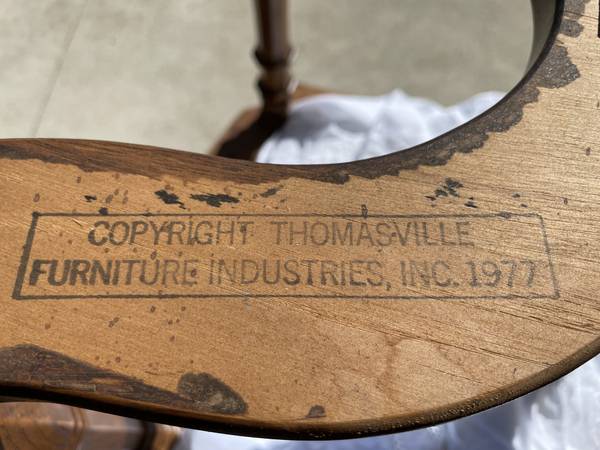 COPYRIGHT THOMASVILLE
FURNITURE INDUSTRIES, INC. 1977